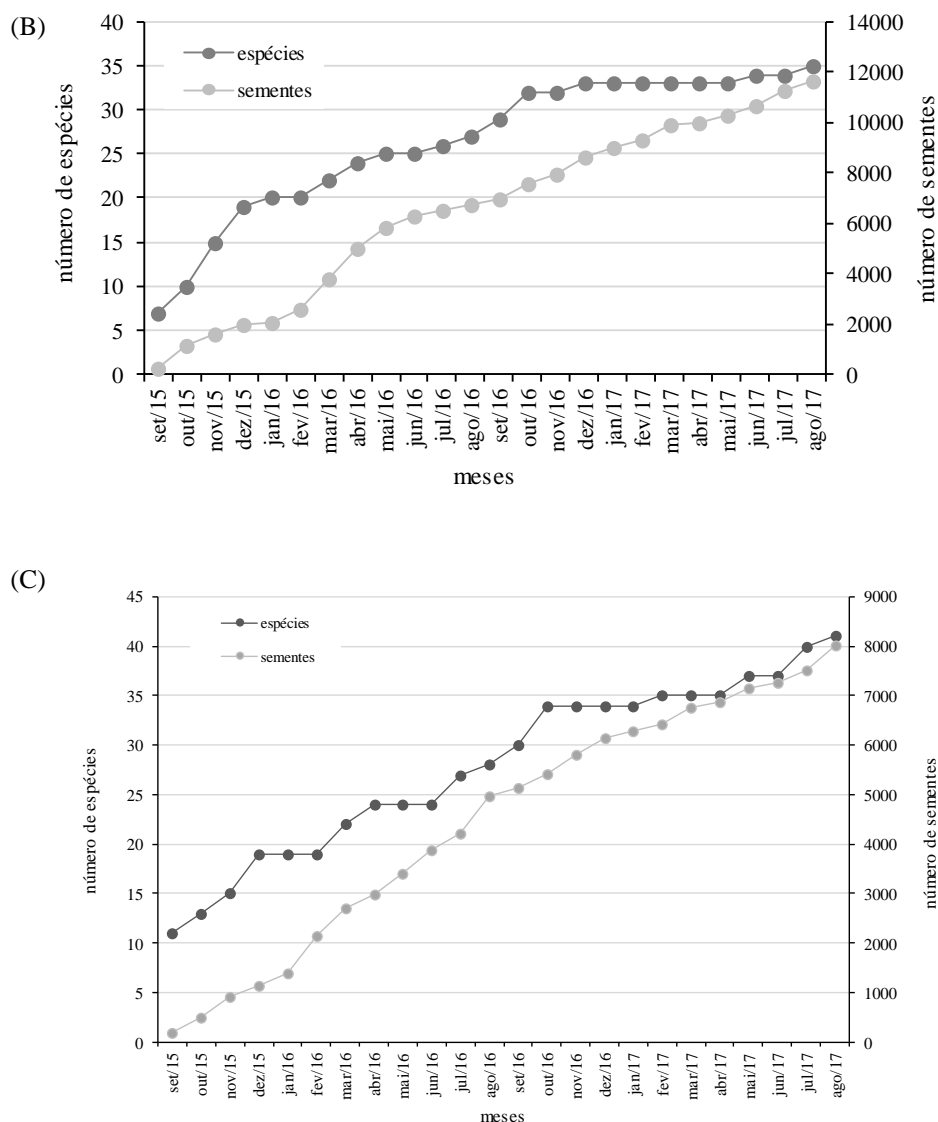 (B)
40
35
30
25
20
15
10
5
0
número de espécies
espécies
sementes
14000
12000
10000
8000
6000
4000
2000
0
número de sementes
set/15
out/15
nov/15
dez/15
jan/16
fev/16
mar/16
abr/16
mai/16
jun/16
jul/16
ago/16
set/16
out/16
nov/16
dez/16
jan/17
fev/17
mar/17
abr/17
mai/17
jun/17
jul/17
ago/17
meses
(C)
45
40
35
30
25
20
15
10
5
0
número de espécies
espécies
sementes
9000
8000
7000
6000
5000
4000
3000
2000
1000
0
número de sementes
set/15
out/15
nov/15
dez/15
jan/16
fev/16
mar/16
abr/16
mai/16
jun/16
jul/16
ago/16
set/16
out/16
nov/16
dez/16
jan/17
fev/17
mar/17
abr/17
mai/17
jun/17
jul/17
ago/17
meses